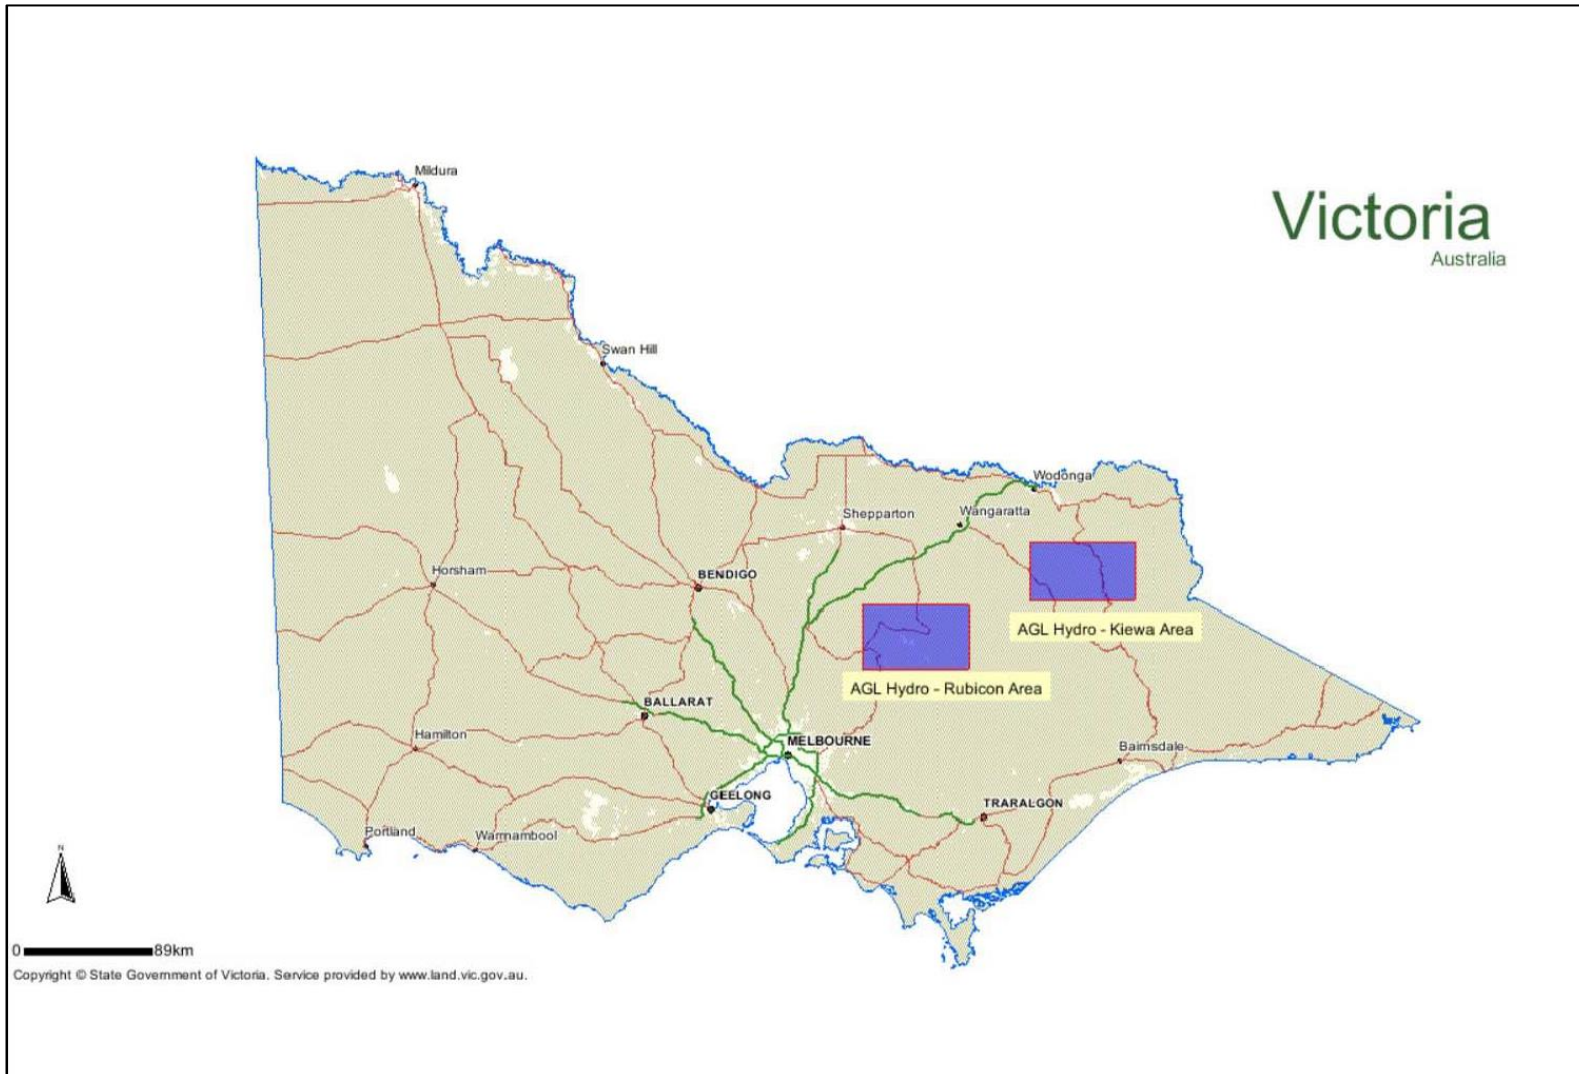 Mildura
Victoria
Australia
Swan Hill
Wodonga
Shepparton
Wangaratta
Horsham
BENDIGO
AGL Hydro - Kiewa Area
AGL Hydro - Rubicon Area
BALLARAT
Hamilton
MELBOURNE
Bairnsdale
GEELONG
TRARALGON
Portland
Warrnambool
N
0 89km
Copyright © State Government of Victoria. Service provided by www.land.vic.gov.au.